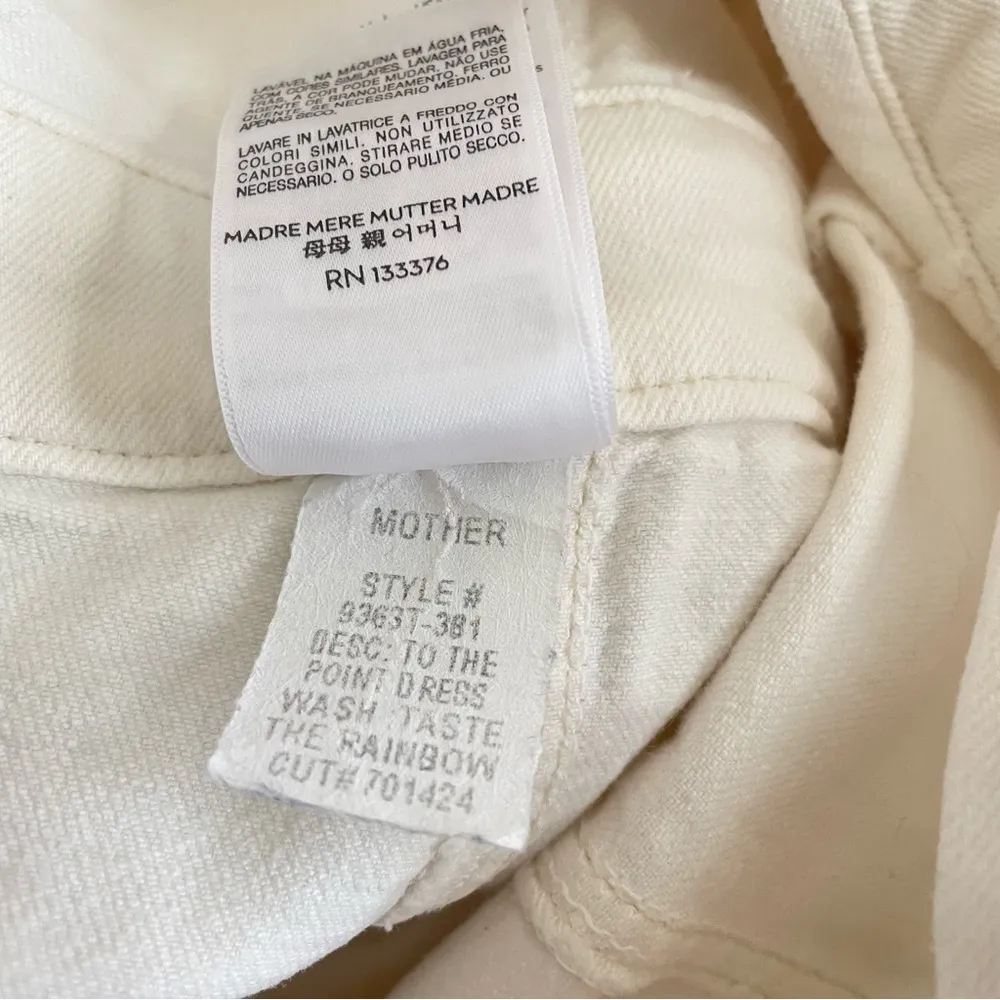 LAVÁVEL NA MÁQUINA EM ÁGUA FRIA,
COM CORES SIMILARES. LAVAGEM PARA
TRÁS, A COR PODE MUDAR. NÃO USE
AGENTE DE BRANQUEAMENTO. FERRO
QUENTE, SE NECESSARIO MÉDIA. OU
APENAS SECO.
LAVARE IN LAVATRICE A FREDDO CON
COLORI SIMILI. NON UTILIZZATO
CANDEGGINA. STIRARE MEDIO SE
NECESSARIO. O SOLO PULITO SECCO.
MADRE MERE MUTTER MADRE
母母 親 어머니
RN 133376
MOTHER
STYLE #
9363T-381
DESC: TO THE
POINT DRESS
WASH: TASTE
THE RAINBOW
CUT# 701424